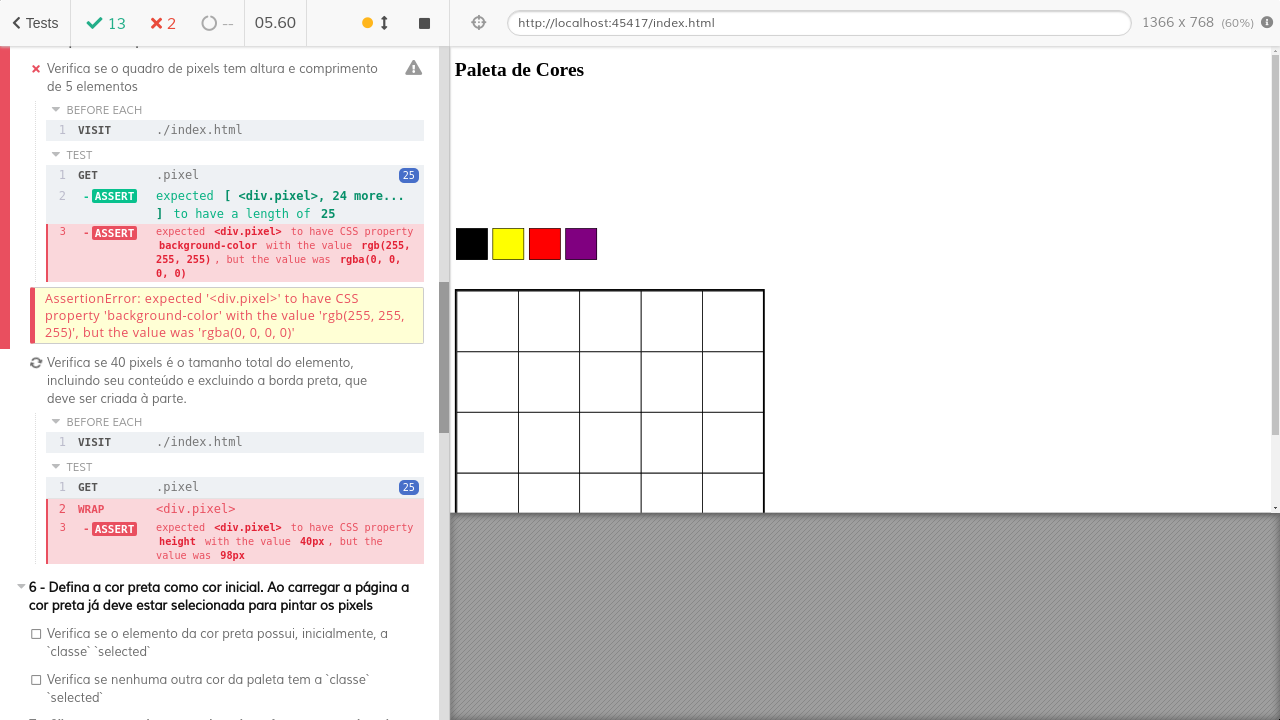 Tests
13
2
--
05.60
http://localhost:45417/index.html
1366 x 768 (60%)
Verifica se o quadro de pixels tem altura e comprimento
de 5 elementos
BEFORE EACH
1 VISIT ./index.html
TEST
1 GET .pixel 25
2 - ASSERT expected [ <div.pixel>, 24 more...
] to have a length of 25
3 - ASSERT expected <div.pixel> to have CSS property
background-color with the value rgb(255,
255, 255) , but the value was rgba(0, 0,
0, 0)
AssertionError: expected '<div.pixel>' to have CSS
property 'background-color' with the value 'rgb(255, 255,
255)', but the value was 'rgba(0, 0, 0, 0)'
Verifica se 40 pixels é o tamanho total do elemento,
incluindo seu conteúdo e excluindo a borda preta, que
deve ser criada à parte.
BEFORE EACH
1 VISIT ./index.html
TEST
1 GET .pixel 25
2 WRAP <div.pixel>
3 - ASSERT expected <div.pixel> to have CSS property
height with the value 40px , but the
value was 98px
6 - Defina a cor preta como cor inicial. Ao carregar a página a
cor preta já deve estar selecionada para pintar os pixels
Verifica se o elemento da cor preta possui, inicialmente, a
`classe` `selected`
Verifica se nenhuma outra cor da paleta tem a `classe`
`selected`
Paleta de Cores